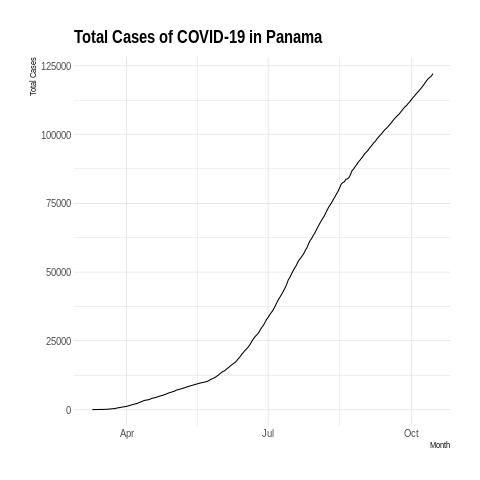 Total Cases of COVID-19 in Panama
Total Cases
125000
100000
75000
50000
25000
0
Apr Jul Oct
Month